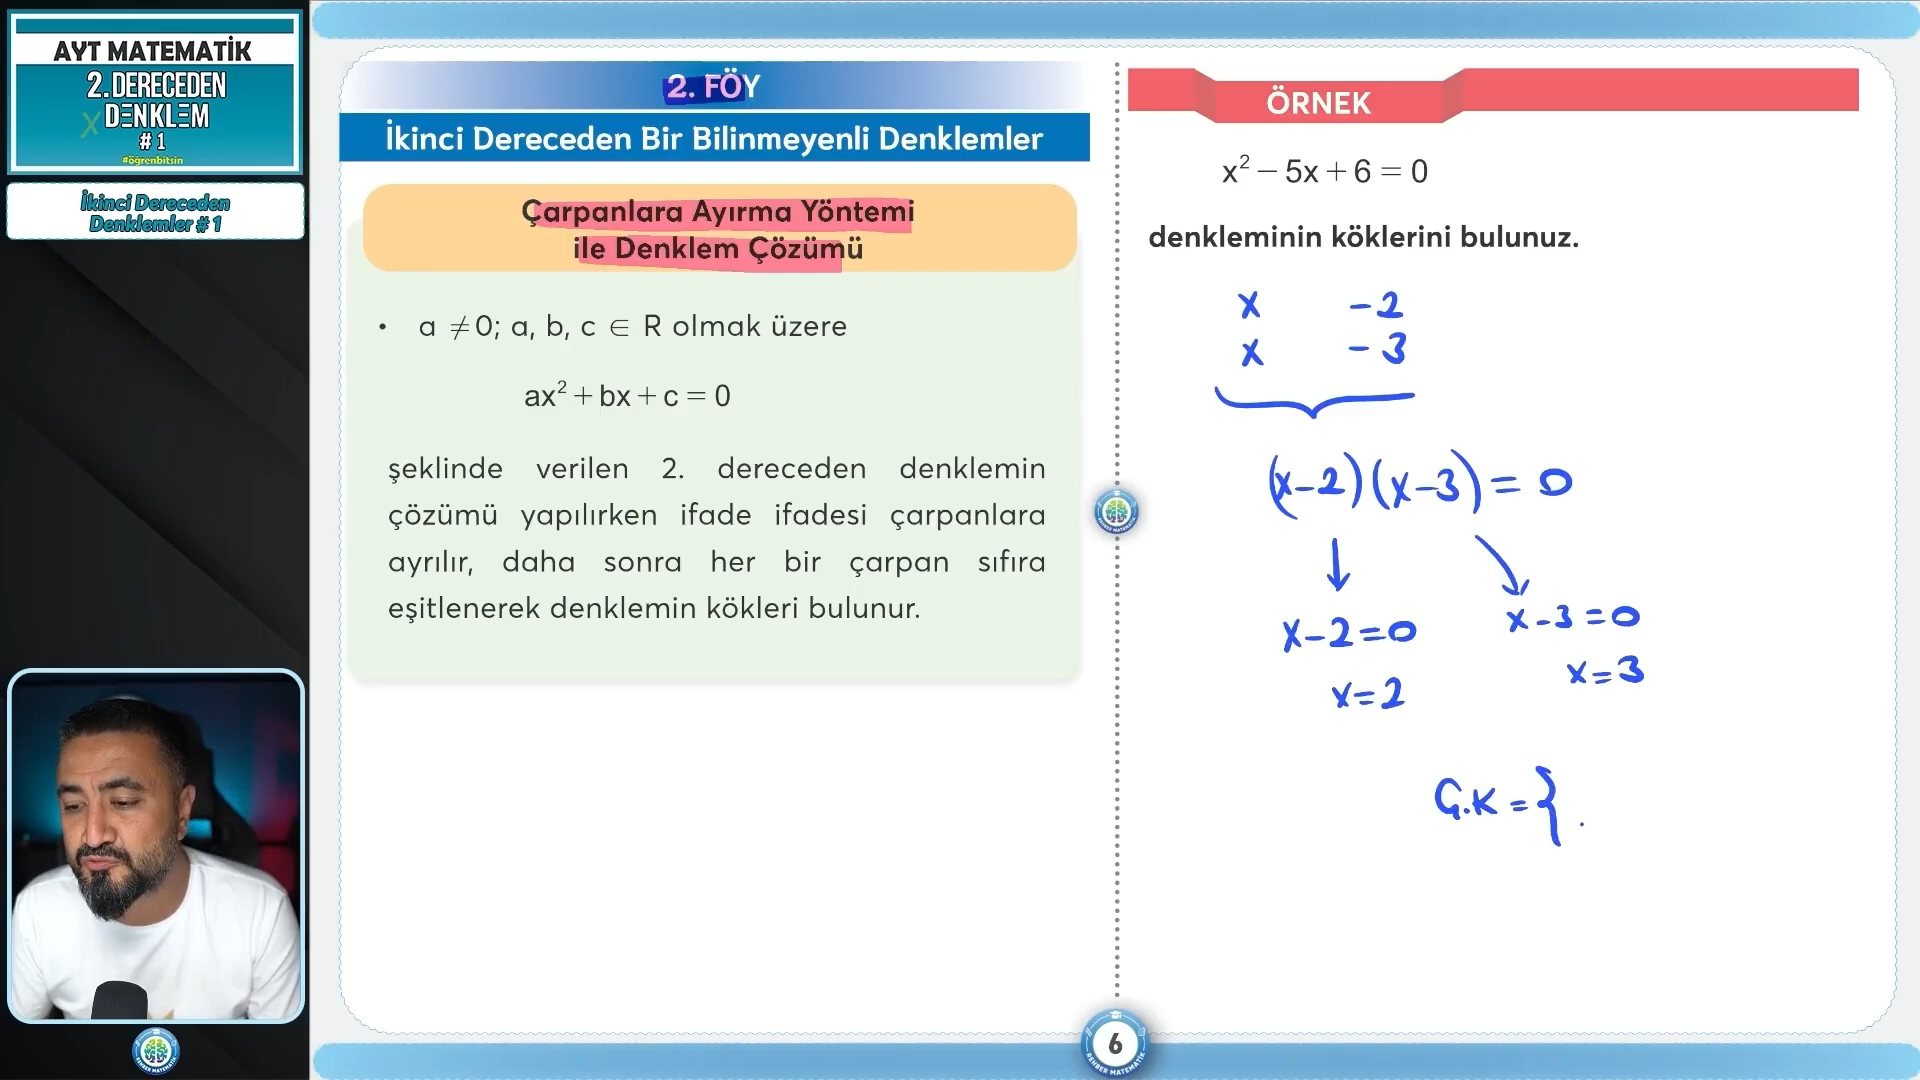 AYT MATEMATİK
2.DERECEDEN
X DENKLEM
# 1
#öğrenbitsin
İkinci Dereceden
Denklemler # 1
2. FÖY
İkinci Dereceden Bir Bilinmeyenli Denklemler
Çarpanlara Ayırma Yöntemi
ile Denklem Çözümü
• a ≠ 0; a, b, c ∈ R olmak üzere
ax² + bx + c = 0
şeklinde verilen 2. dereceden denklemin
çözümü yapılırken ifade ifadesi çarpanlara
ayrılır, daha sonra her bir çarpan sıfıra
eşitlenerek denklemin kökleri bulunur.
ÖRNEK
x² − 5x + 6 = 0
denkleminin köklerini bulunuz.
x −2
x −3
(x−2)(x−3) = 0
x−2=0
x=2
x−3=0
x=3
Ç.K = {
6
REHBER MATEMATİK